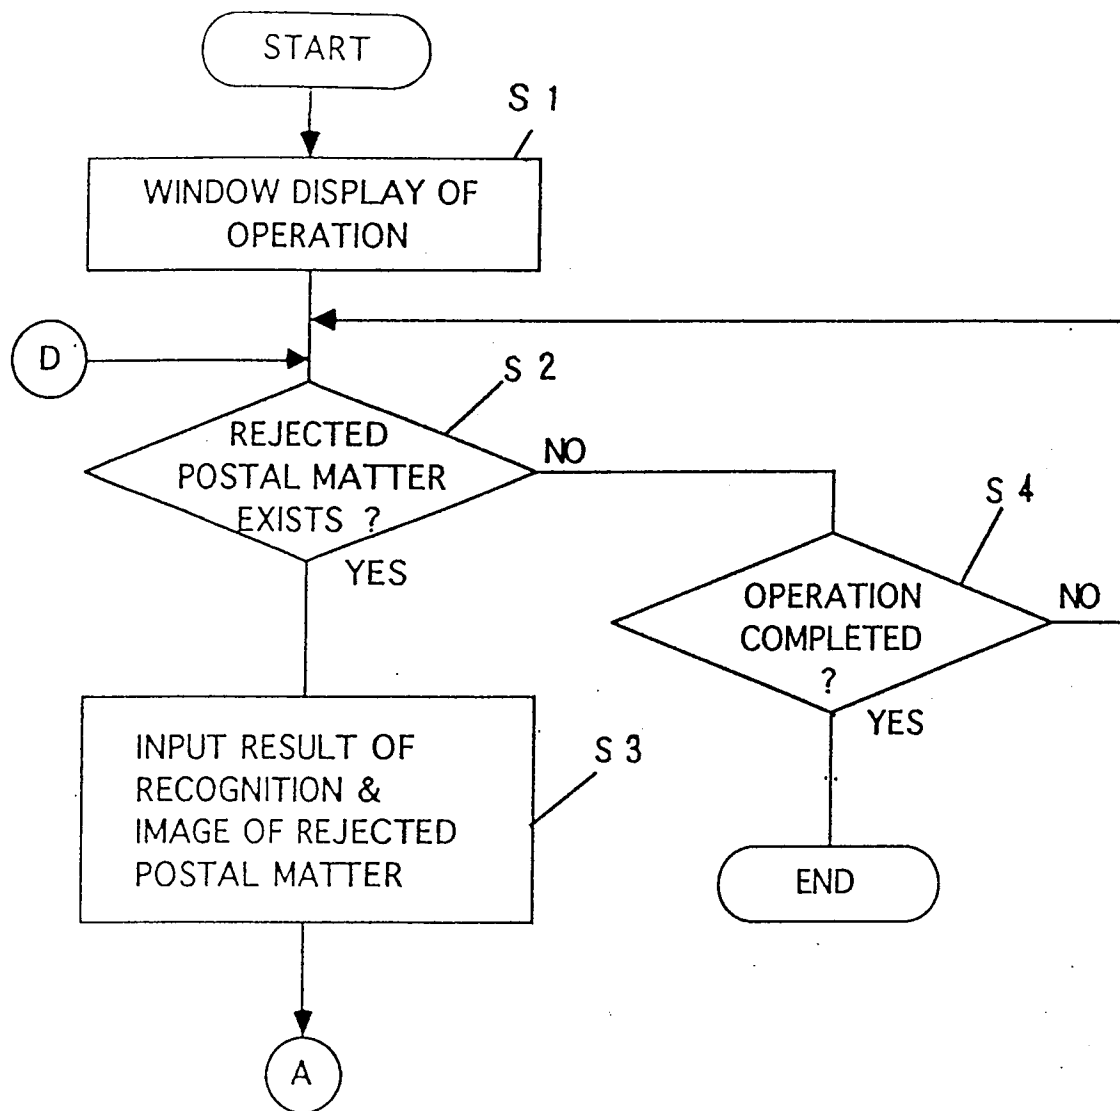 START
S 1
WINDOW DISPLAY OF
OPERATION
D
S 2
REJECTED
POSTAL MATTER
EXISTS ?
NO
YES
S 4
OPERATION
COMPLETED
?
NO
YES
INPUT RESULT OF
RECOGNITION &
IMAGE OF REJECTED
POSTAL MATTER
S 3
END
A